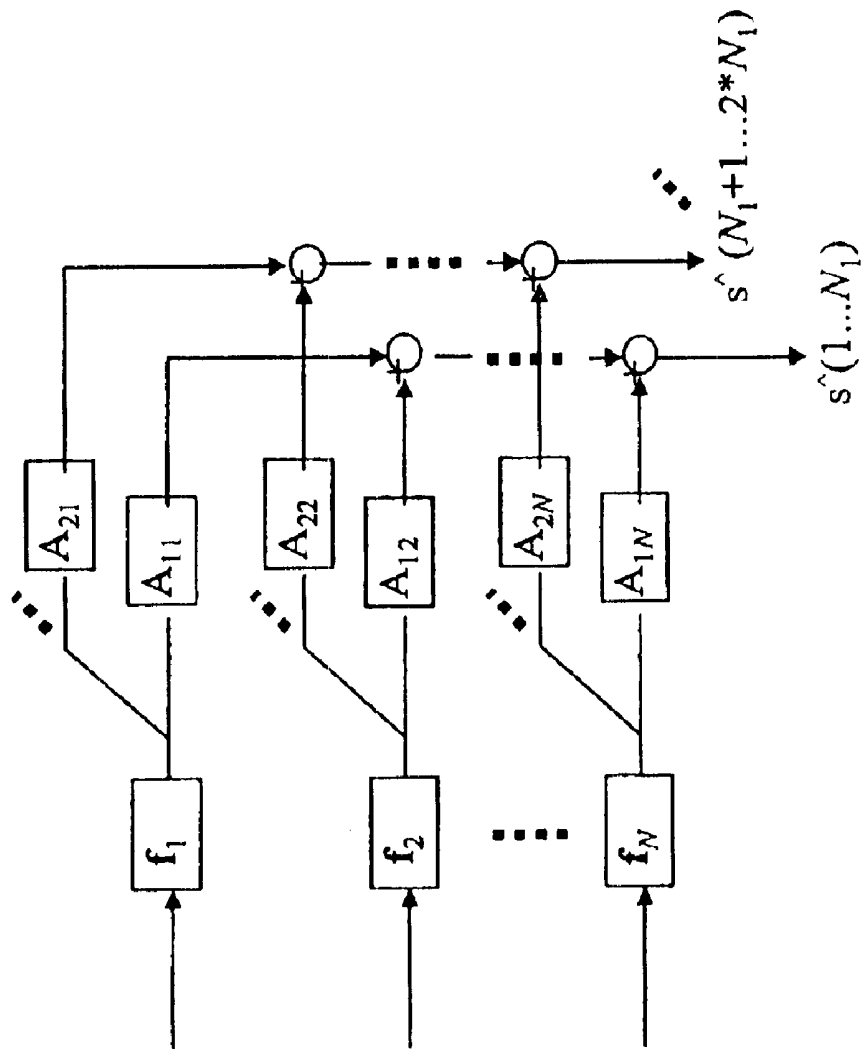 A₂₁
A₁₁
f₁
A₂₂
A₁₂
f₂
A₂N
A₁N
fN
s^(N₁+1...2*N₁)
s^(1...N₁)